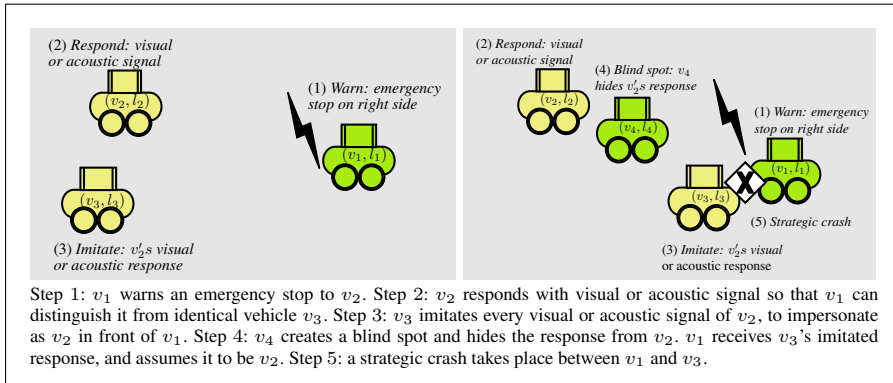 (2) Respond: visual
or acoustic signal
(v₂, l₂)
(1) Warn: emergency
stop on right side
(v₁, l₁)
(v₃, l₃)
(3) Imitate: v₂′s visual
or acoustic response
(2) Respond: visual
or acoustic signal
(v₂, l₂)
(4) Blind spot: v₄
hides v₂′s response
(v₄, l₄)
(1) Warn: emergency
stop on right side
(v₁, l₁)
(v₃, l₃)
X
(5) Strategic crash
(3) Imitate: v₂′s visual
or acoustic response
Step 1: v₁ warns an emergency stop to v₂. Step 2: v₂ responds with visual or acoustic signal so that v₁ can
distinguish it from identical vehicle v₃. Step 3: v₃ imitates every visual or acoustic signal of v₂, to impersonate
as v₂ in front of v₁. Step 4: v₄ creates a blind spot and hides the response from v₂. v₁ receives v₃'s imitated
response, and assumes it to be v₂. Step 5: a strategic crash takes place between v₁ and v₃.